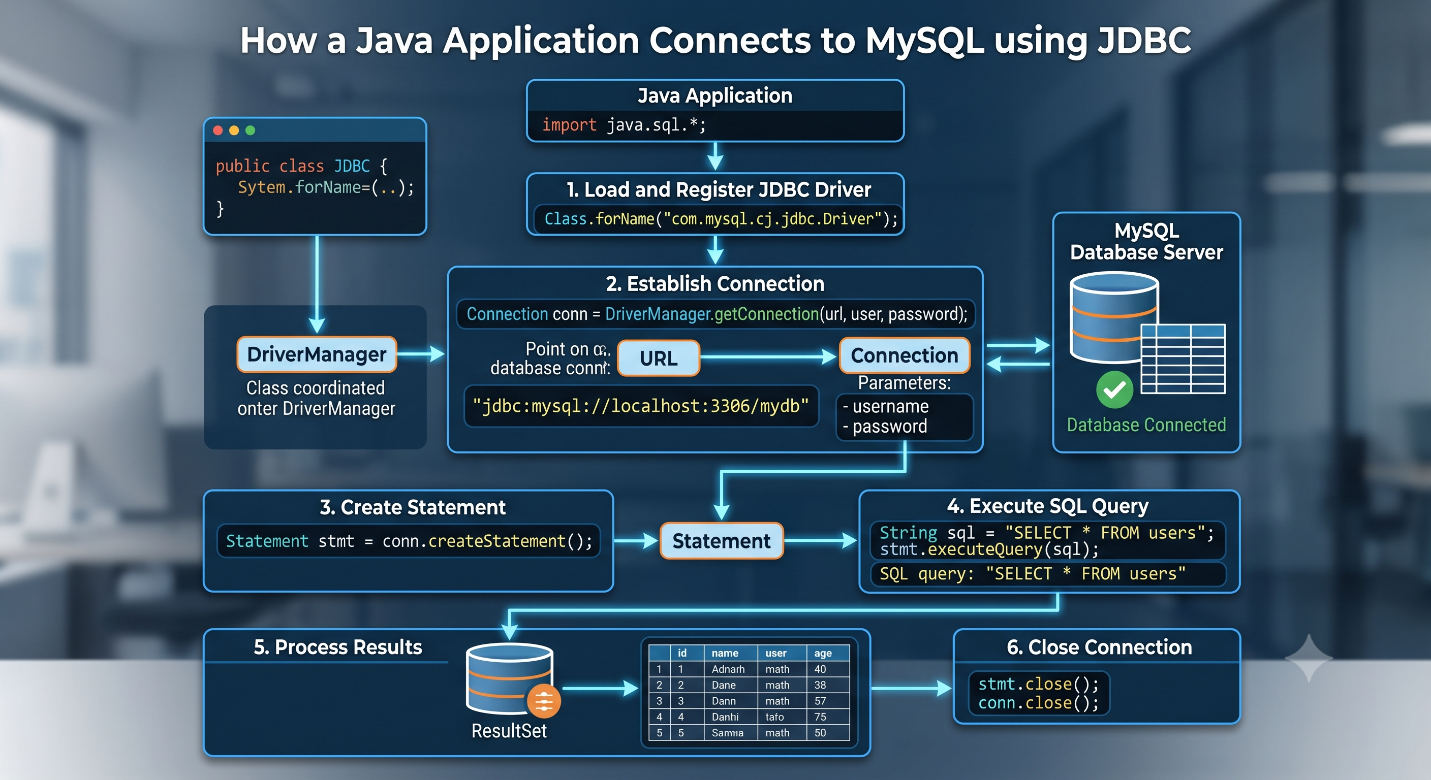 How a Java Application Connects to MySQL using JDBC
Java Application
import java.sql.*;
public class JDBC {
Sytem.forName=(..);
}
1. Load and Register JDBC Driver
Class.forName("com.mysql.cj.jdbc.Driver");
MySQL
Database Server
Database Connected
2. Establish Connection
Connection conn = DriverManager.getConnection(url, user, password);
DriverManager
Class coordinated
onter DriverManager
Point on
database
URL
Connection
"jdbc:mysql://localhost:3306/mydb"
Parameters:
- username
- password
3. Create Statement
Statement stmt = conn.createStatement();
Statement
4. Execute SQL Query
String sql = "SELECT * FROM users";
stmt.executeQuery(sql);
SQL query: "SELECT * FROM users"
5. Process Results
ResultSet
id name user age
1 1 Adnarh math 40
2 2 Dane math 38
3 3 Dann math 57
4 4 Danhi tafo 75
5 5 math 50
6. Close Connection
stmt.close();
conn.close();